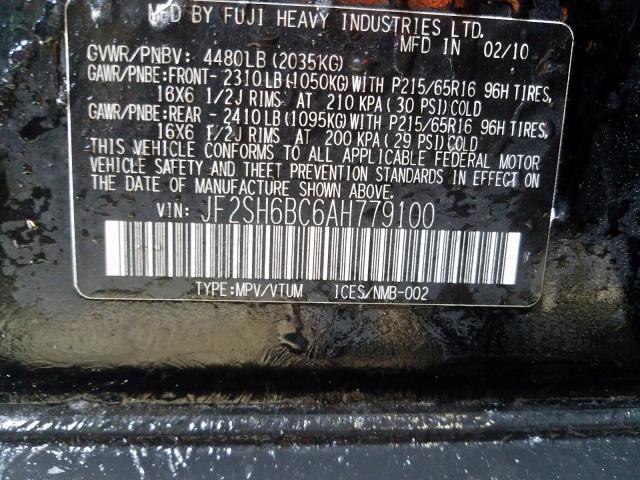 MFD BY FUJI HEAVY INDUSTRIES LTD.
MFD IN 02/10
GVWR/PNBV: 4480LB(2035KG)
GAWR/PNBE:FRONT-2310LB(1050KG)WITH P215/65R16 96H TIRES,
16X6 1/2J RIMS AT 210 KPA(30 PSI)COLD
GAWR/PNBE:REAR -2410LB(1095KG)WITH P215/65R16 96H TIRES,
16X6 1/2J RIMS AT 200 KPA(29 PSI)COLD
THIS VEHICLE CONFORMS TO ALL APPLICABLE FEDERAL MOTOR
VEHICLE SAFETY AND THEFT PREVENTION STANDARDS IN EFFECT ON
THE DATE OF MANUFACTURE SHOWN ABOVE.
VIN: JF2SH6BC6AH779100
TYPE:MPV/VTUM ICES/NMB-002